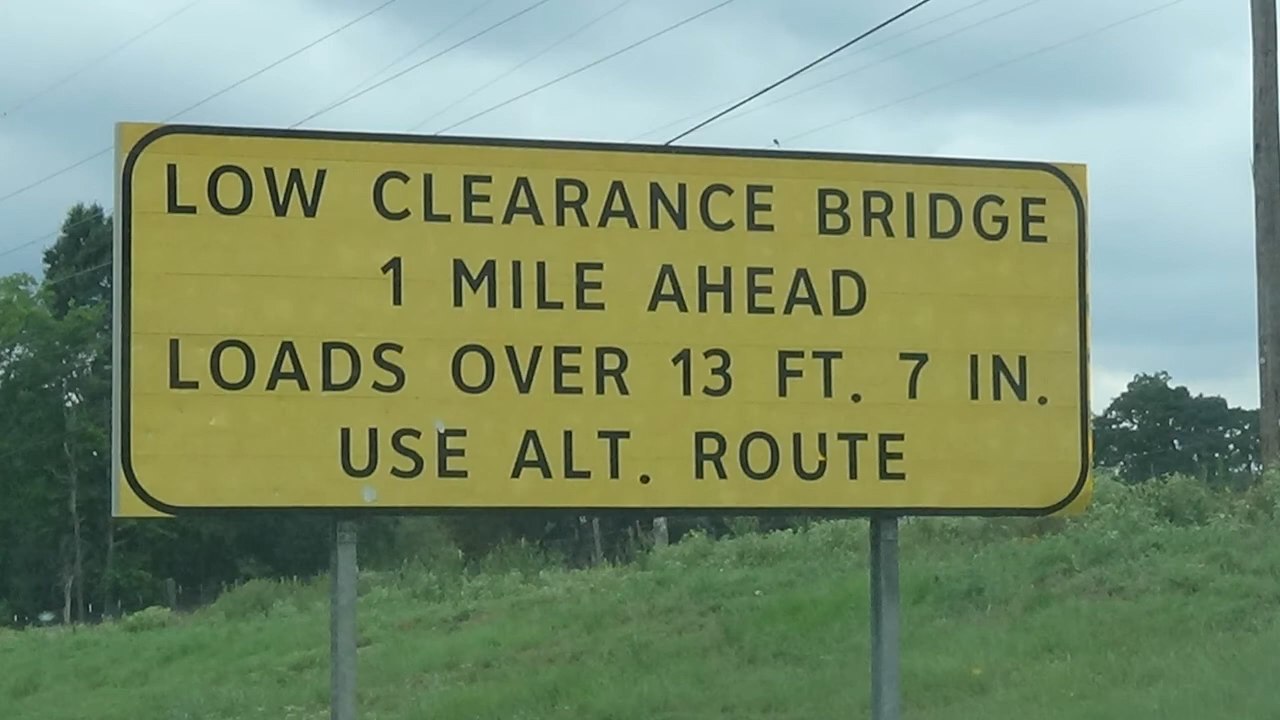 LOW CLEARANCE BRIDGE
1 MILE AHEAD
LOADS OVER 13 FT. 7 IN.
USE ALT. ROUTE